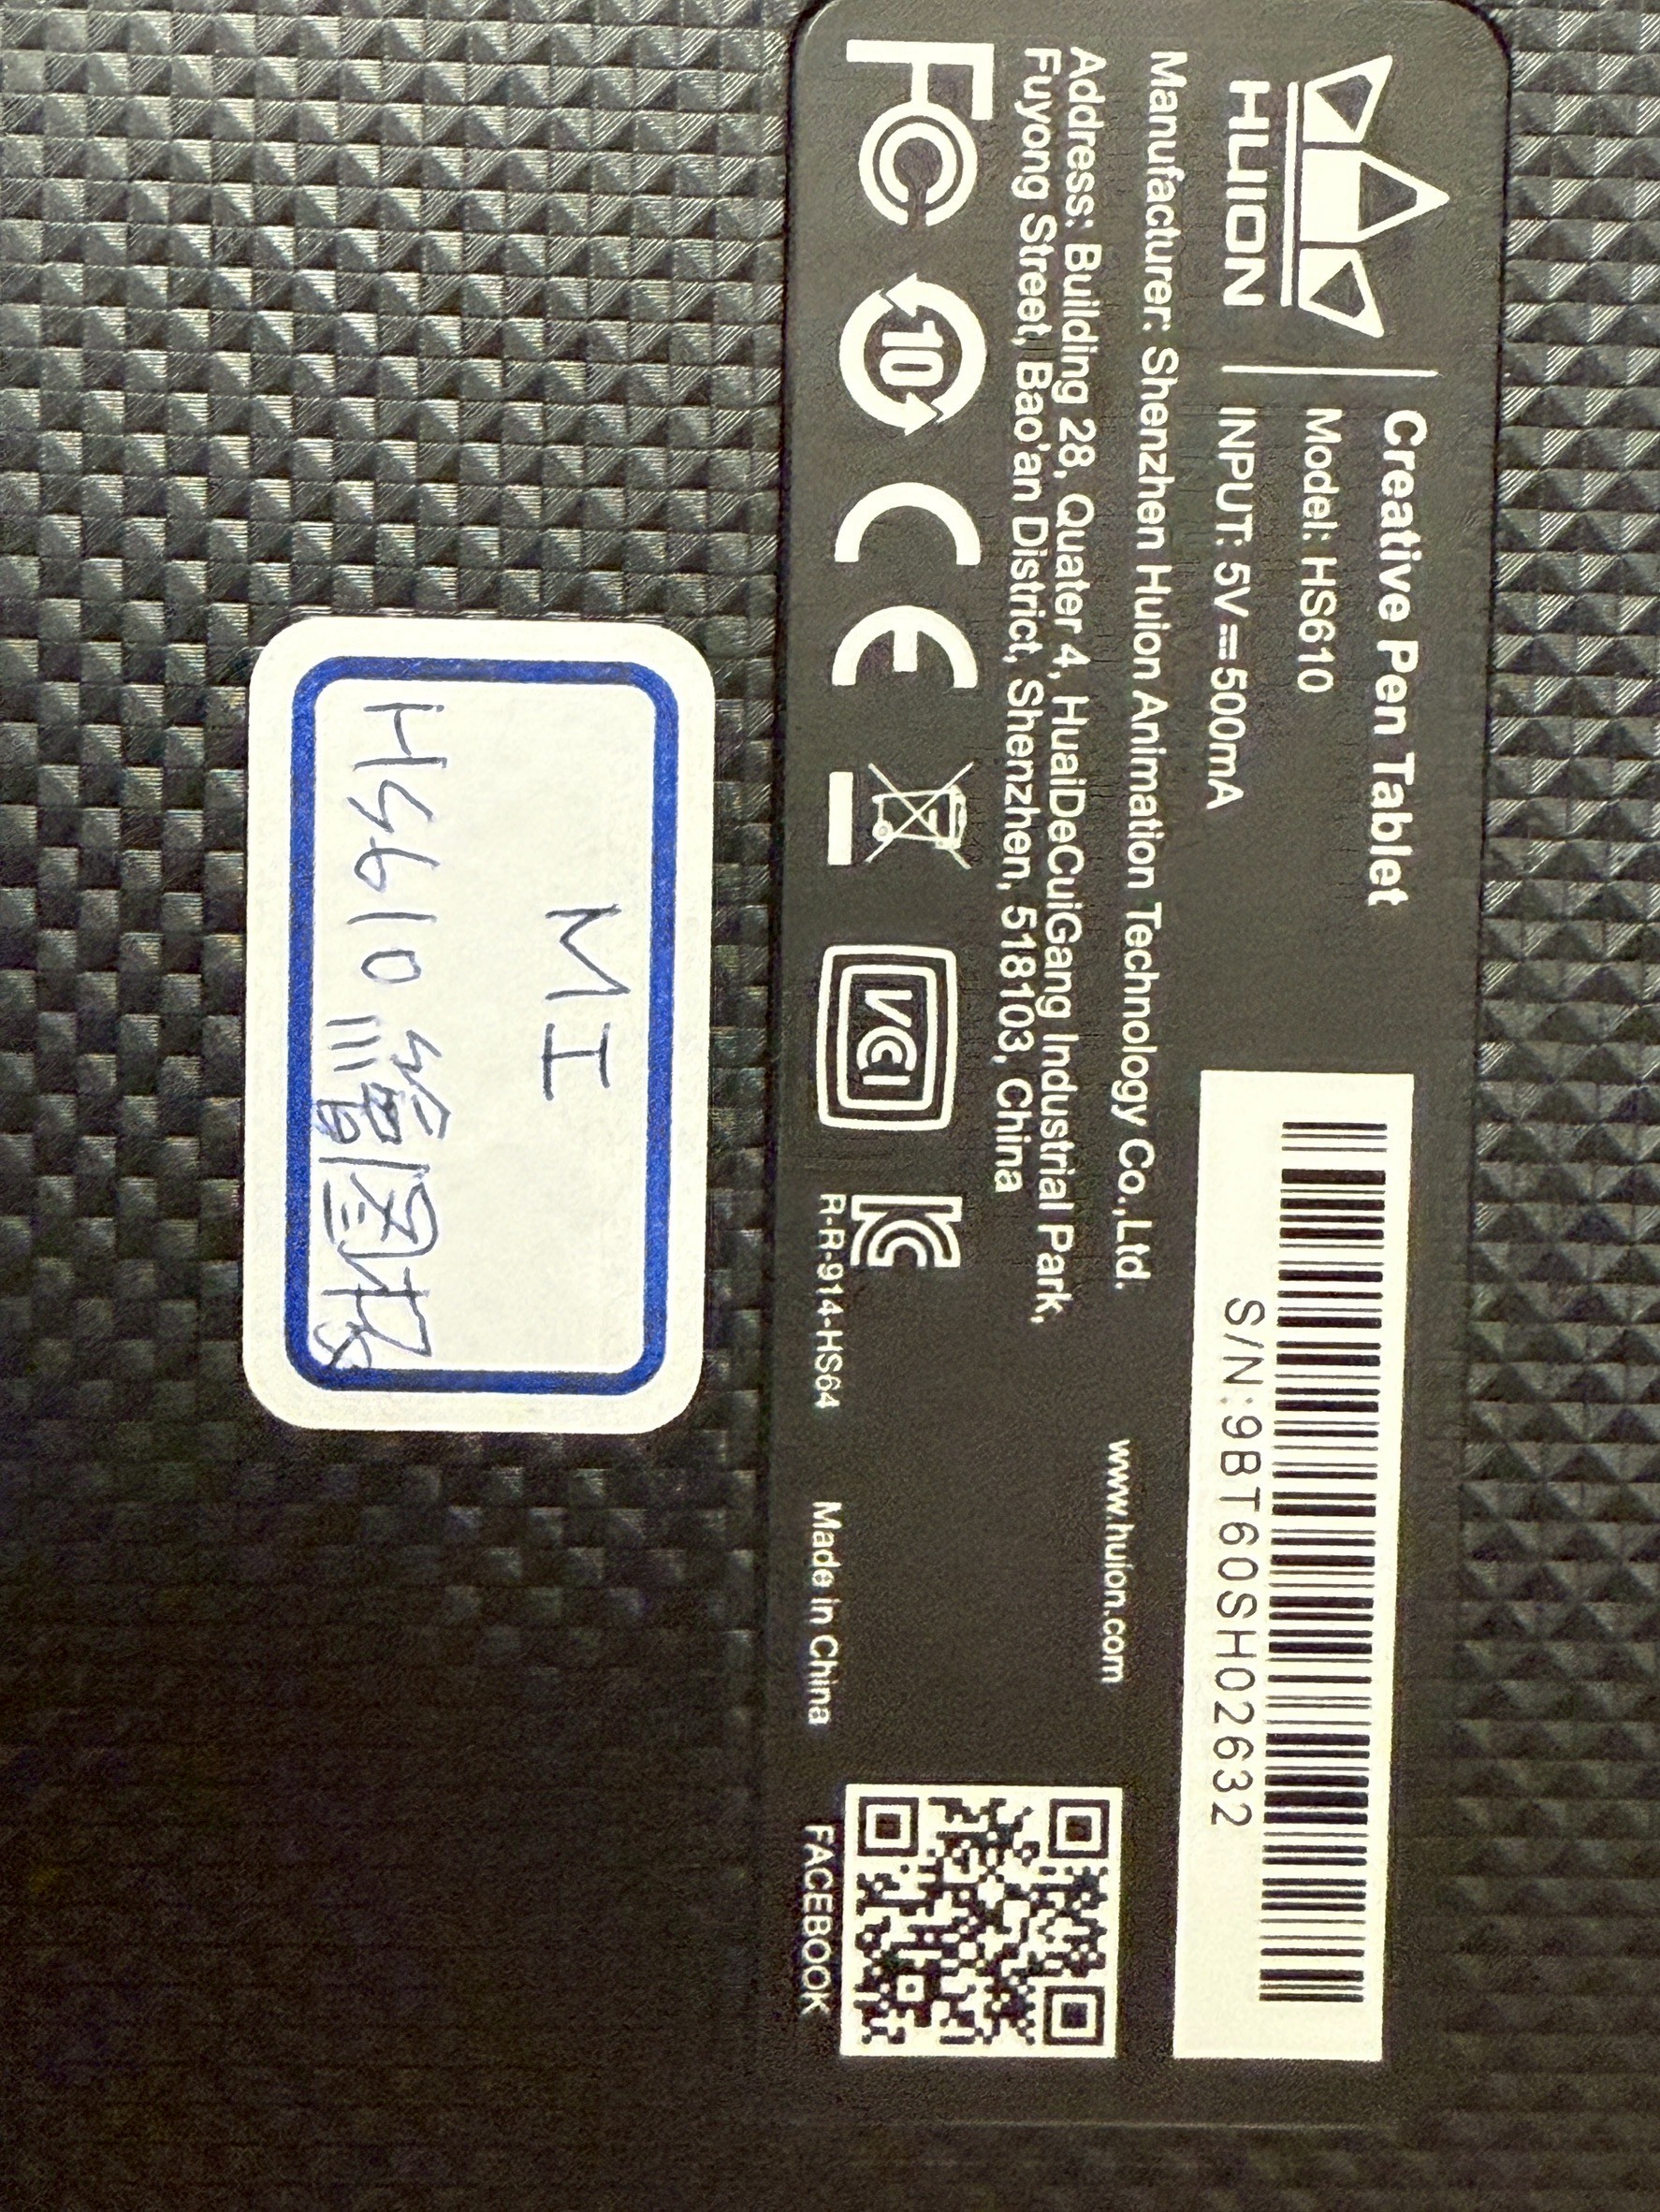 HUION
Creative Pen Tablet
Model: HS610
INPUT: 5V⎓500mA
S/N:9BT60SH02632
Manufacturer: Shenzhen Huion Animation Technology Co.,Ltd.
www.huion.com
Address: Building 28, Quater 4, HuaiDeCuiGang Industrial Park,
Fuyong Street, Bao'an District, Shenzhen, 518103, China
FC
10
CE
VCI
KC
R-R-914-HS64
Made in China
FACEBOOK
MI
HS610 繪圖板